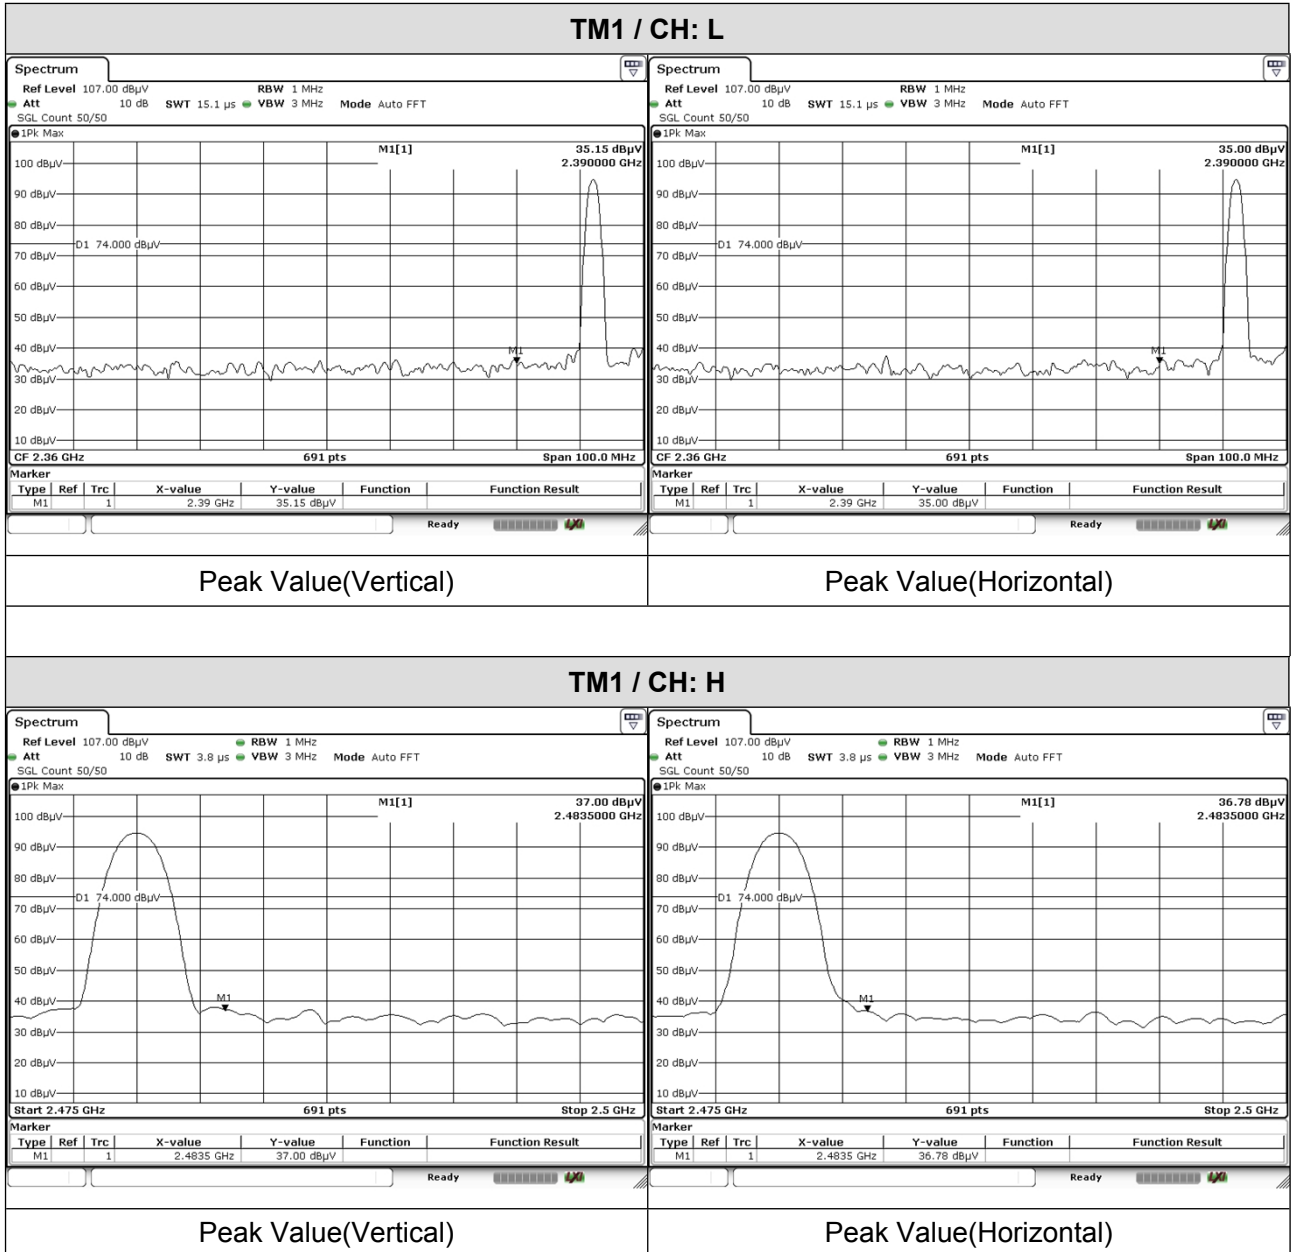 TM1 / CH: L
Spectrum
Ref Level 107.00 dBµV RBW 1 MHz
Att 10 dB SWT 15.1 µs VBW 3 MHz Mode Auto FFT
SGL Count 50/50
1Pk Max
M1[1] 35.15 dBµV
2.390000 GHz
100 dBµV
90 dBµV
80 dBµV
D1 74.000 dBµV
70 dBµV
60 dBµV
50 dBµV
40 dBµV
M1
30 dBµV
20 dBµV
10 dBµV
CF 2.36 GHz 691 pts Span 100.0 MHz
Marker
Type Ref Trc X-value Y-value Function Function Result
M1 1 2.39 GHz 35.15 dBµV
Ready LXI
Peak Value(Vertical)
Spectrum
Ref Level 107.00 dBµV RBW 1 MHz
Att 10 dB SWT 15.1 µs VBW 3 MHz Mode Auto FFT
SGL Count 50/50
1Pk Max
M1[1] 35.00 dBµV
2.390000 GHz
100 dBµV
90 dBµV
80 dBµV
D1 74.000 dBµV
70 dBµV
60 dBµV
50 dBµV
40 dBµV
M1
30 dBµV
20 dBµV
10 dBµV
CF 2.36 GHz 691 pts Span 100.0 MHz
Marker
Type Ref Trc X-value Y-value Function Function Result
M1 1 2.39 GHz 35.00 dBµV
Ready LXI
Peak Value(Horizontal)
TM1 / CH: H
Spectrum
Ref Level 107.00 dBµV RBW 1 MHz
Att 10 dB SWT 3.8 µs VBW 3 MHz Mode Auto FFT
SGL Count 50/50
1Pk Max
M1[1] 37.00 dBµV
2.4835000 GHz
100 dBµV
90 dBµV
80 dBµV
D1 74.000 dBµV
70 dBµV
60 dBµV
50 dBµV
40 dBµV
M1
30 dBµV
20 dBµV
10 dBµV
Start 2.475 GHz 691 pts Stop 2.5 GHz
Marker
Type Ref Trc X-value Y-value Function Function Result
M1 1 2.4835 GHz 37.00 dBµV
Ready LXI
Peak Value(Vertical)
Spectrum
Ref Level 107.00 dBµV RBW 1 MHz
Att 10 dB SWT 3.8 µs VBW 3 MHz Mode Auto FFT
SGL Count 50/50
1Pk Max
M1[1] 36.78 dBµV
2.4835000 GHz
100 dBµV
90 dBµV
80 dBµV
D1 74.000 dBµV
70 dBµV
60 dBµV
50 dBµV
40 dBµV
M1
30 dBµV
20 dBµV
10 dBµV
Start 2.475 GHz 691 pts Stop 2.5 GHz
Marker
Type Ref Trc X-value Y-value Function Function Result
M1 1 2.4835 GHz 36.78 dBµV
Ready LXI
Peak Value(Horizontal)